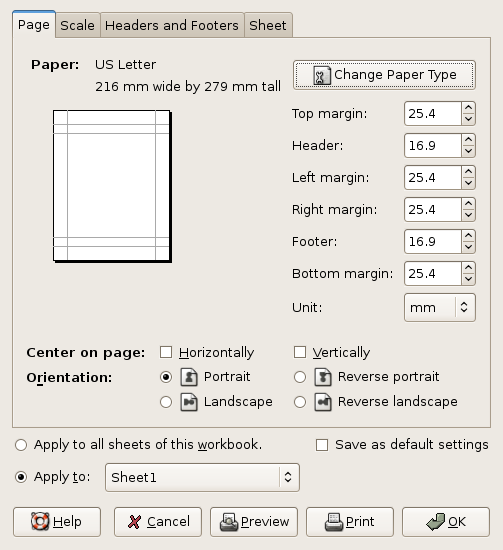 Page Scale Headers and Footers Sheet
Paper: US Letter
216 mm wide by 279 mm tall
Change Paper Type
Top margin: 25.4
Header: 16.9
Left margin: 25.4
Right margin: 25.4
Footer: 16.9
Bottom margin: 25.4
Unit: mm
Center on page: Horizontally Vertically
Orientation: Portrait Reverse portrait
Landscape Reverse landscape
Apply to all sheets of this workbook. Save as default settings
Apply to: Sheet1
Help Cancel Preview Print OK